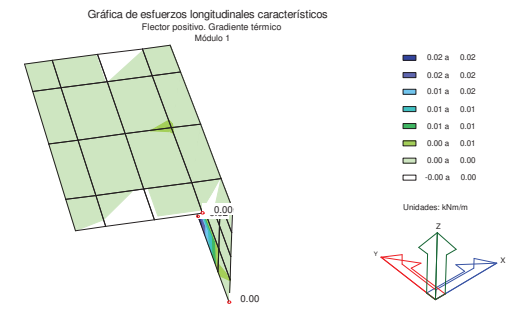 Gráfica de esfuerzos longitudinales característicos
Flector positivo. Gradiente térmico
Módulo 1
0.02 a 0.02
0.02 a 0.02
0.01 a 0.02
0.01 a 0.01
0.01 a 0.01
0.00 a 0.01
0.00 a 0.00
-0.00 a 0.00
Unidades: kNm/m
Z
Y
X
0.00
0.00